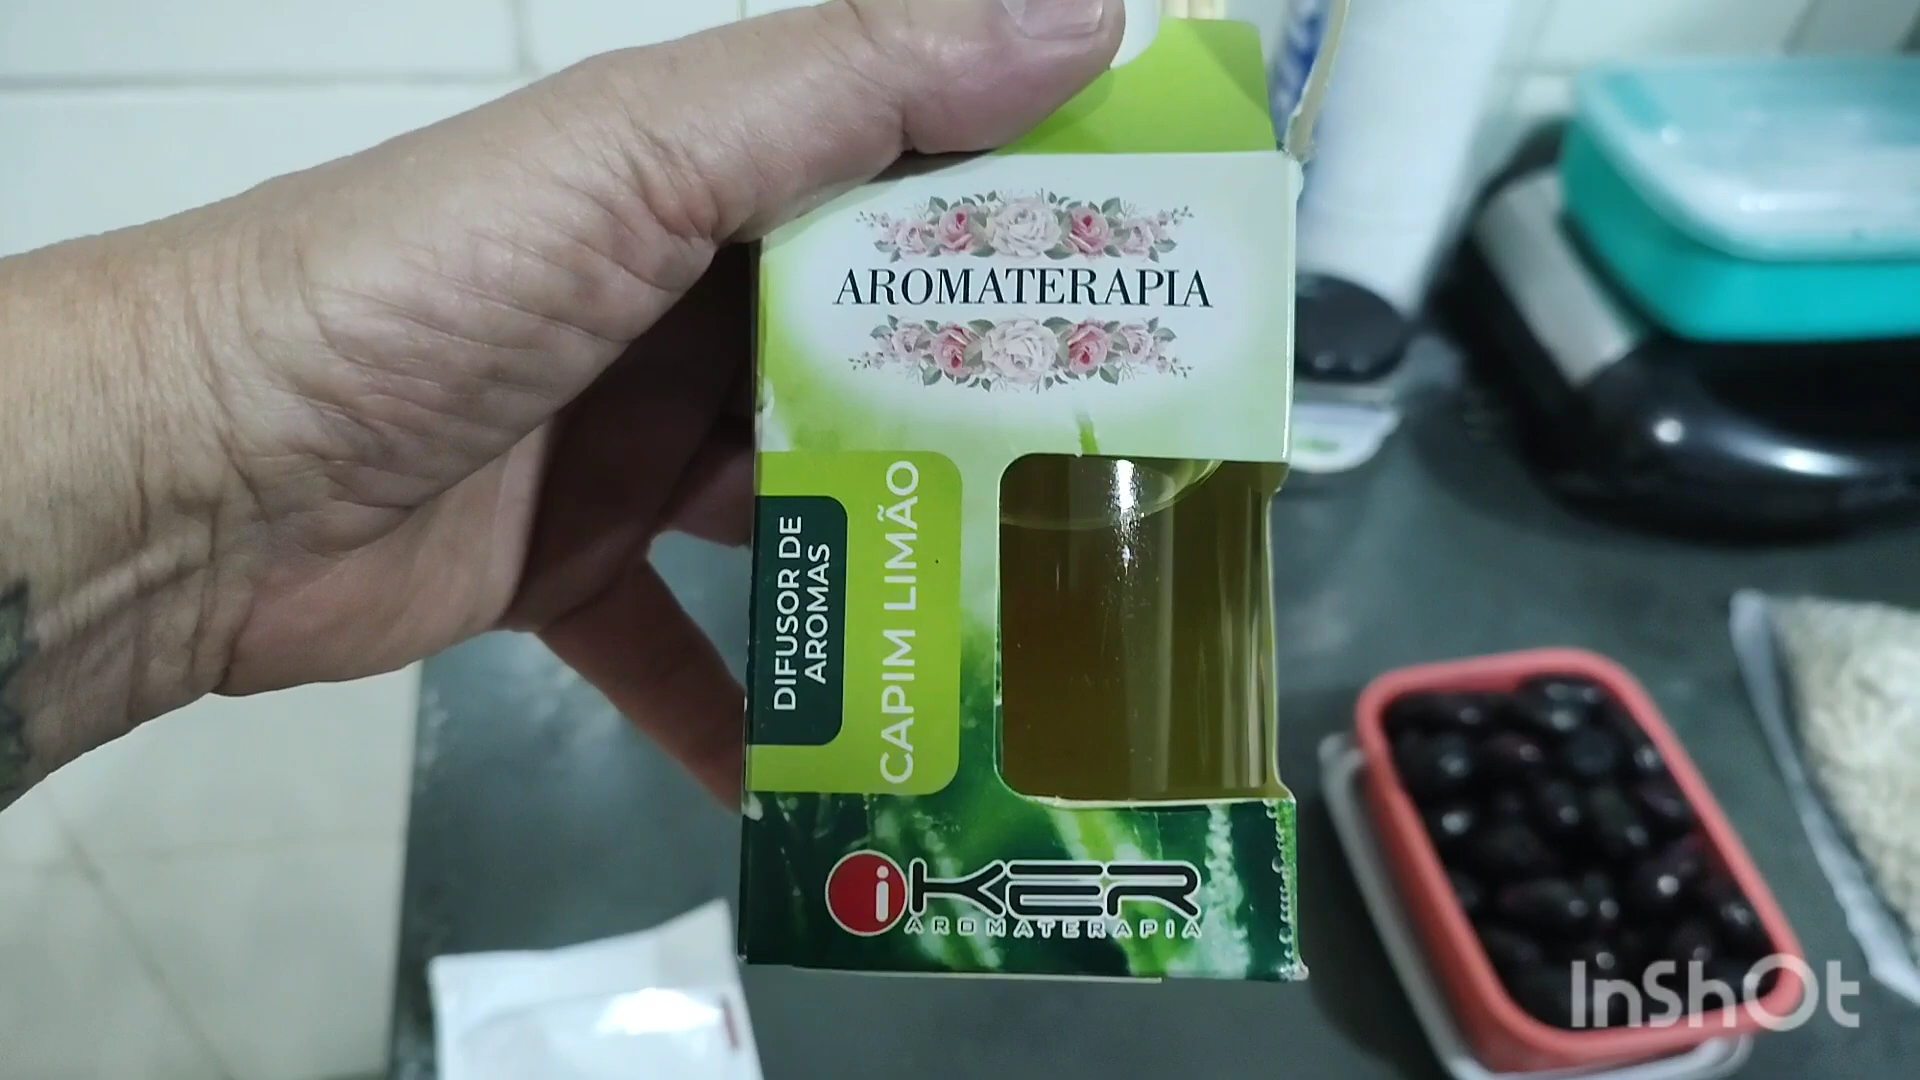 AROMATERAPIA
DIFUSOR DE
AROMAS
CAPIM LIMÃO
iKER
AROMATERAPIA
InShOt